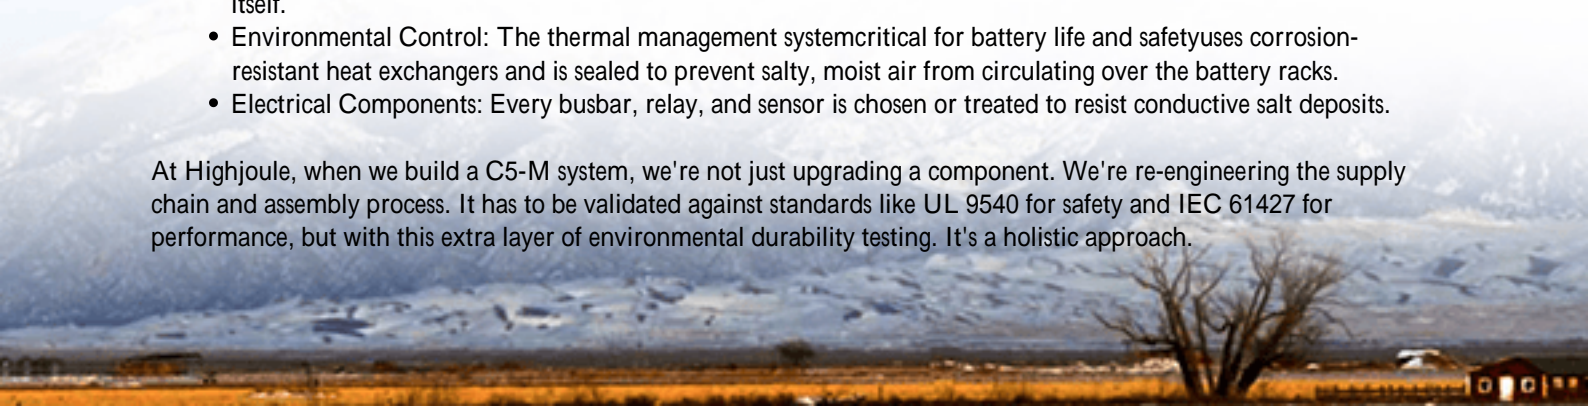 itself.
• Environmental Control: The thermal management systemcritical for battery life and safetyuses corrosion-
resistant heat exchangers and is sealed to prevent salty, moist air from circulating over the battery racks.
• Electrical Components: Every busbar, relay, and sensor is chosen or treated to resist conductive salt deposits.
At Highjoule, when we build a C5-M system, we're not just upgrading a component. We're re-engineering the supply
chain and assembly process. It has to be validated against standards like UL 9540 for safety and IEC 61427 for
performance, but with this extra layer of environmental durability testing. It's a holistic approach.